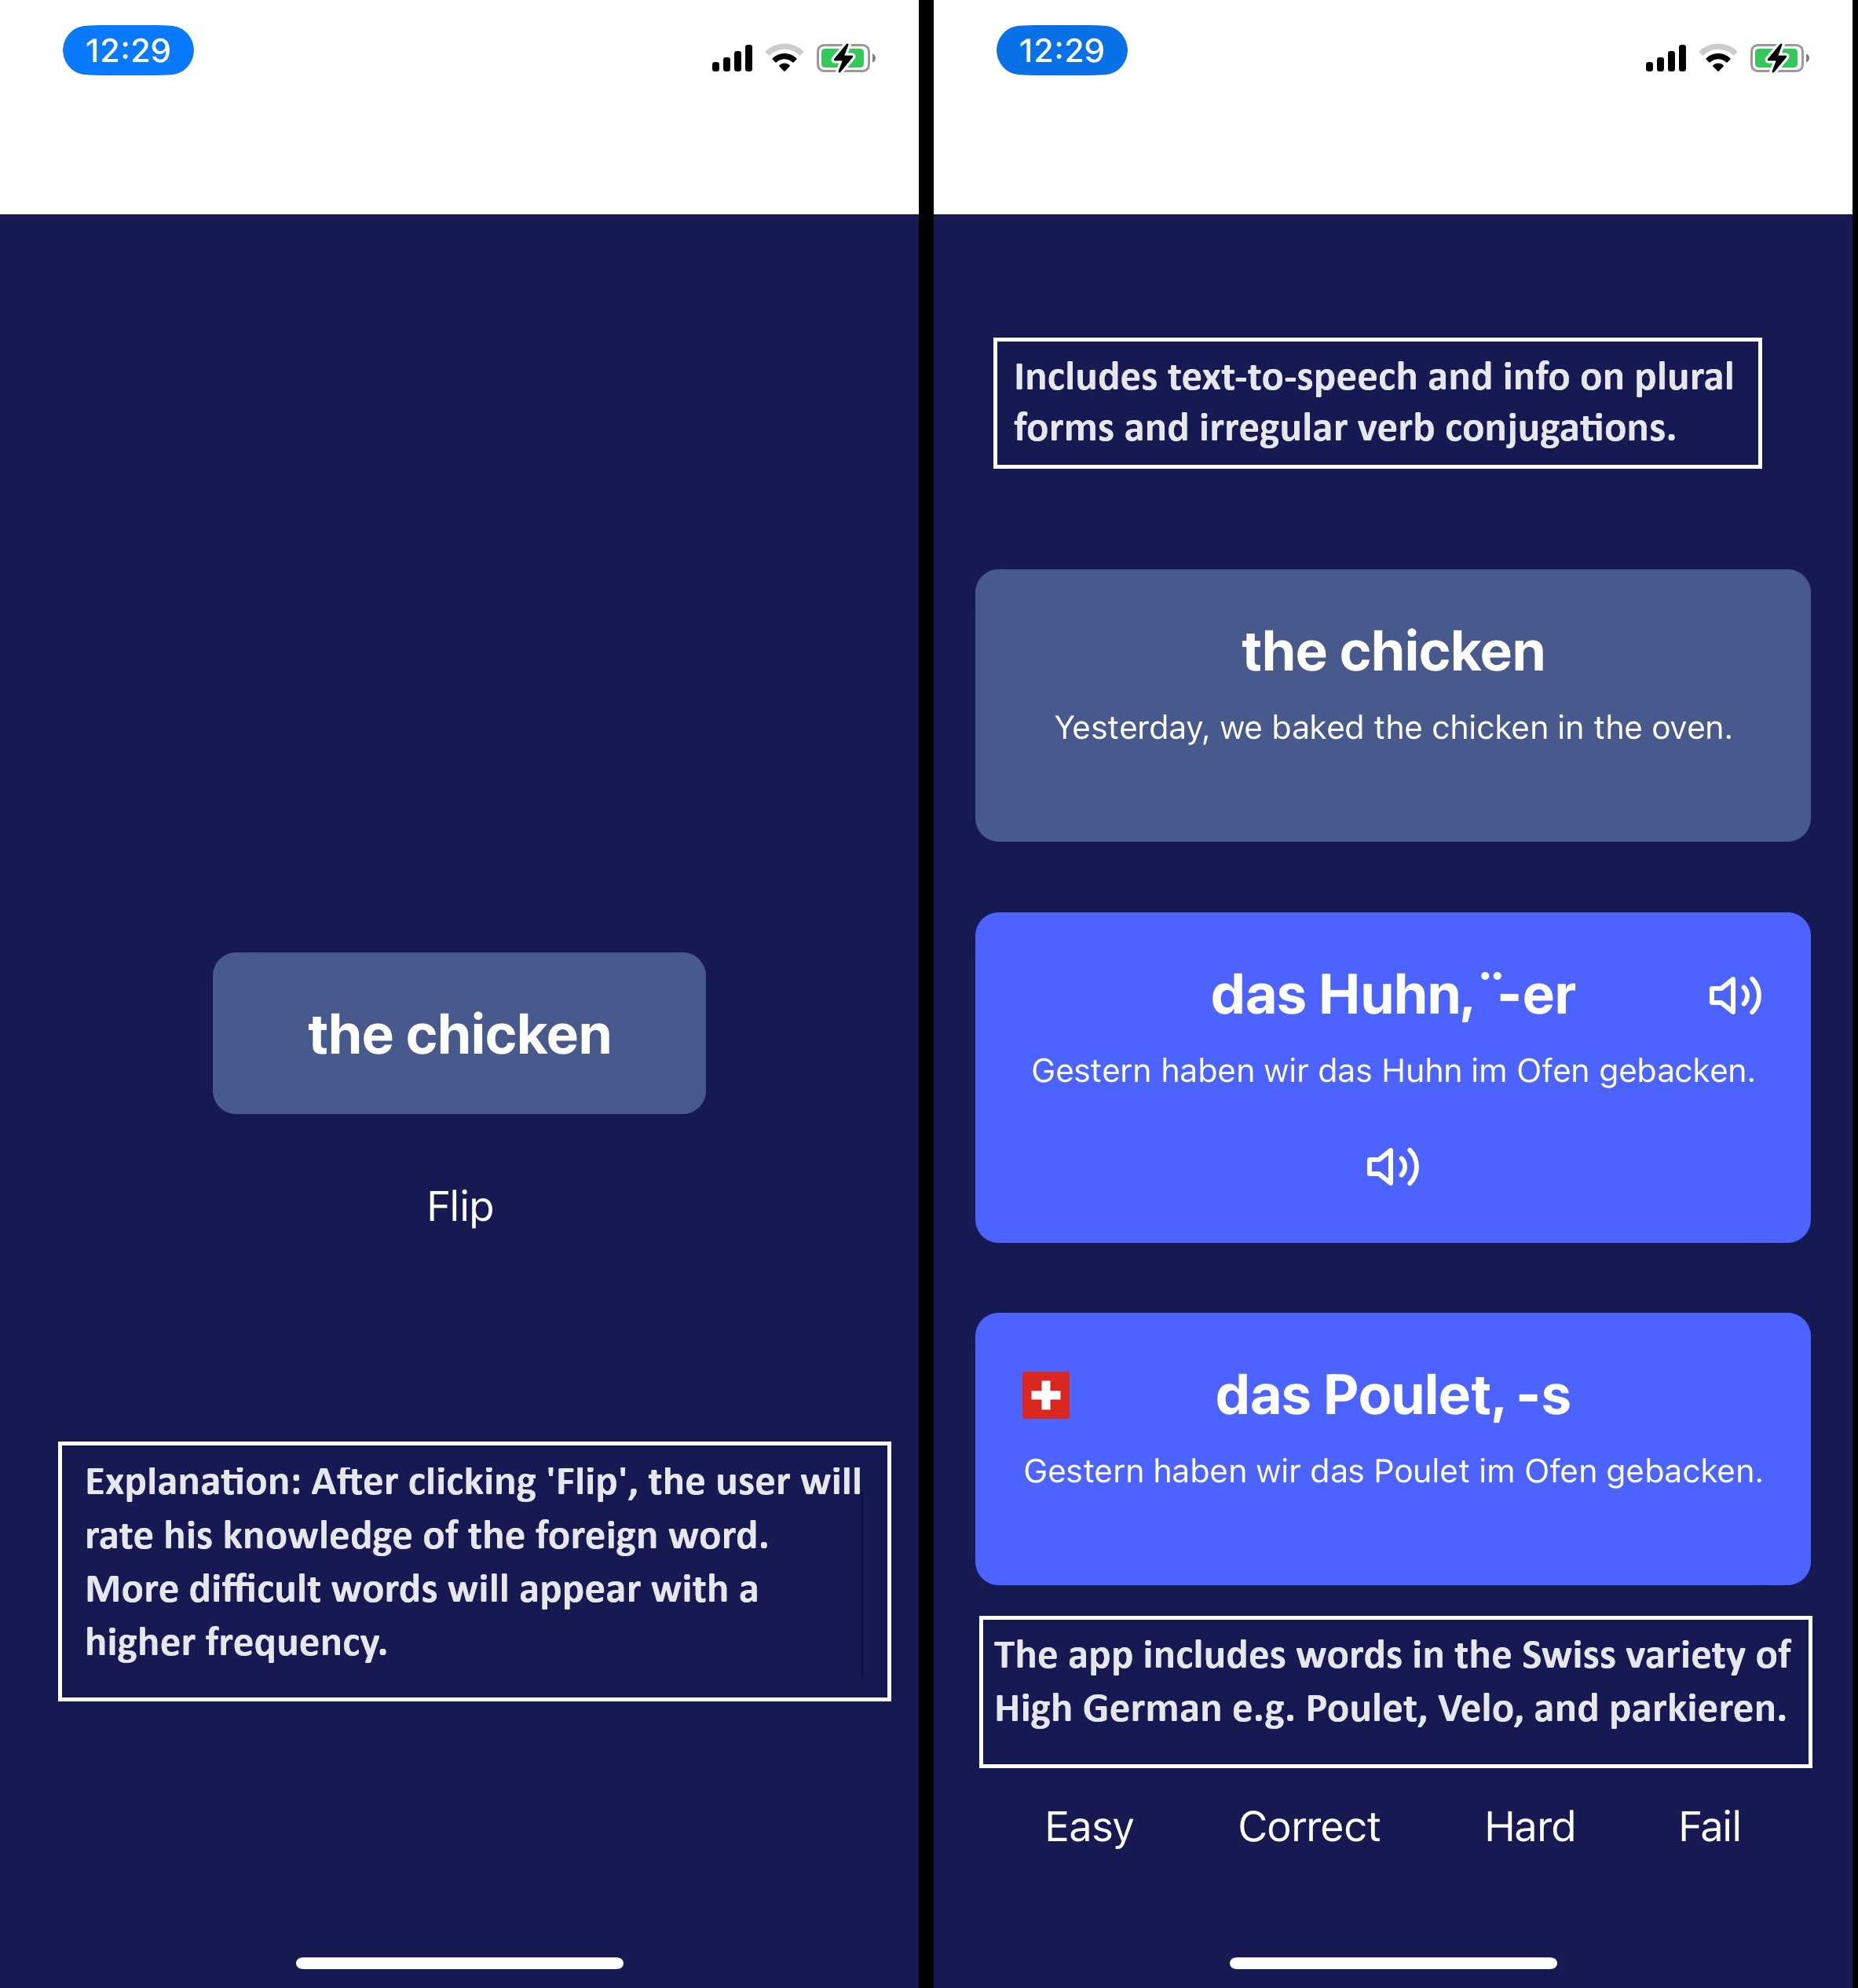 12:29
the chicken
Flip
Explanation: After clicking 'Flip', the user will
rate his knowledge of the foreign word.
More difficult words will appear with a
higher frequency.
12:29
Includes text-to-speech and info on plural
forms and irregular verb conjugations.
the chicken
Yesterday, we baked the chicken in the oven.
das Huhn, ¨-er
Gestern haben wir das Huhn im Ofen gebacken.
das Poulet, -s
Gestern haben wir das Poulet im Ofen gebacken.
The app includes words in the Swiss variety of
High German e.g. Poulet, Velo, and parkieren.
Easy Correct Hard Fail